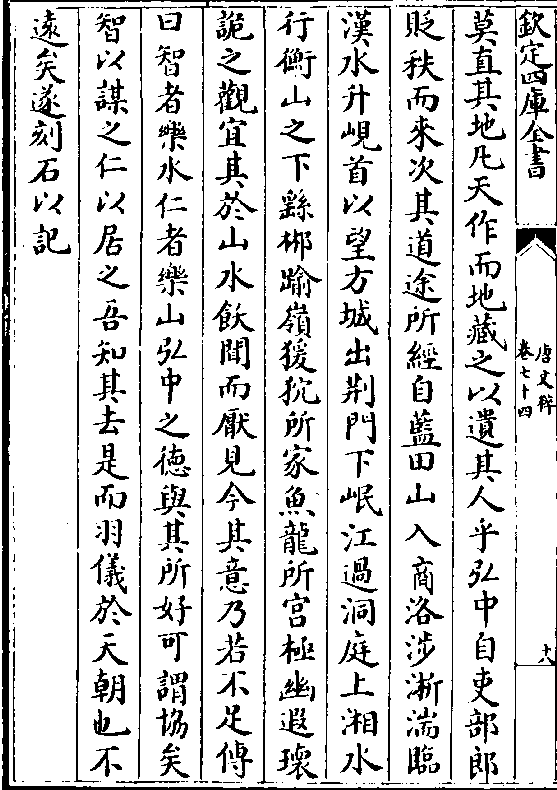 欽定四庫全書
唐文粹
卷七十四
十八
莫直其地凡天作而地藏之以遺其人乎弘中自吏部郎
貶秩而來次其道途所經自藍田山入商洛涉淅湍臨
漢水升峴首以望方城出荆門下岷江過洞庭上湘水
行衡山之下繇郴踰嶺猨狖所家魚龍所宫極幽遐瓌
詭之觀宜其於山水飫聞而厭見今其意乃若不足傳
曰智者樂水仁者樂山弘中之徳與其所好可謂協矣
智以謀之仁以居之吾知其去是而羽儀於天朝也不
遠矣遂刻石以記